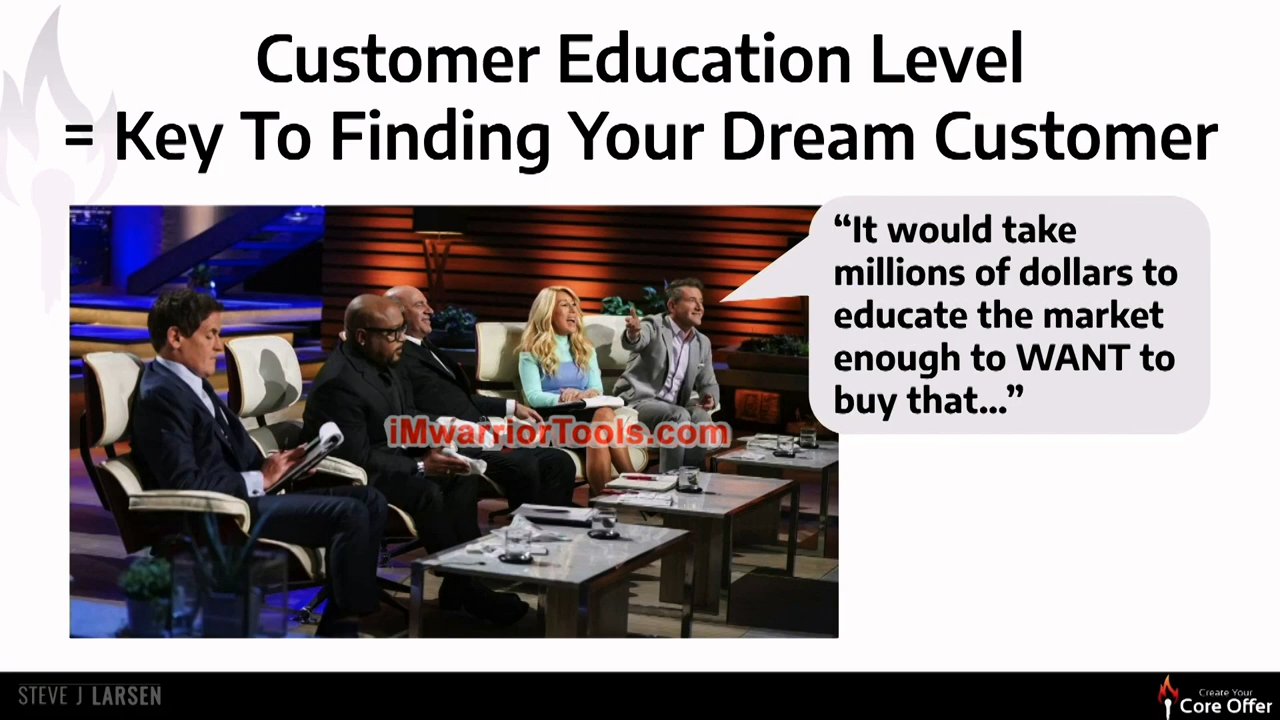 Customer Education Level
= Key To Finding Your Dream Customer
“It would take
millions of dollars to
educate the market
enough to WANT to
buy that...”
iMwarriorTools.com
STEVE J LARSEN
Create Your
Core Offer